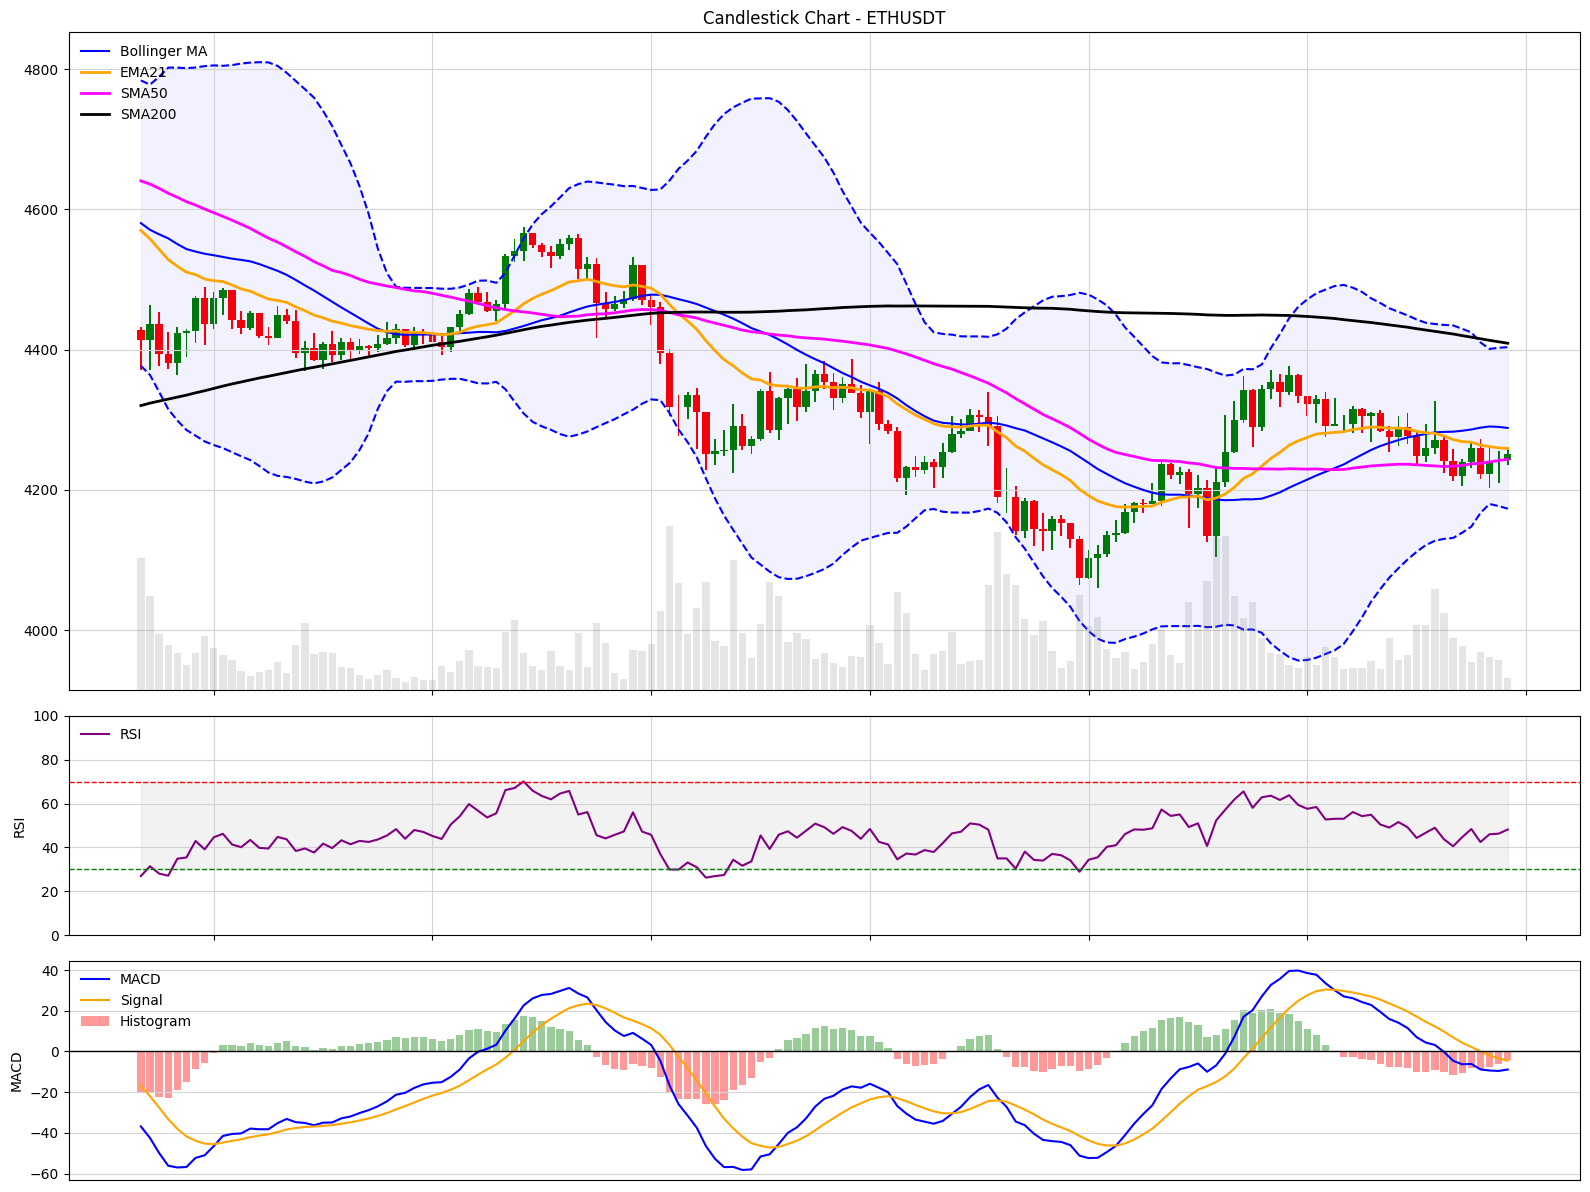 Candlestick Chart - ETHUSDT
Bollinger MA
EMA21
SMA50
SMA200
4800
4600
4400
4200
4000
RSI
100
80
60
40
20
0
RSI
MACD
Signal
Histogram
40
20
0
−20
−40
−60
MACD